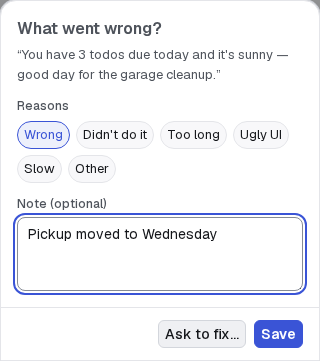 What went wrong?
“You have 3 todos due today and it's sunny —
good day for the garage cleanup.”
Reasons
Wrong
Didn't do it
Too long
Ugly UI
Slow
Other
Note (optional)
Pickup moved to Wednesday
Ask to fix...
Save